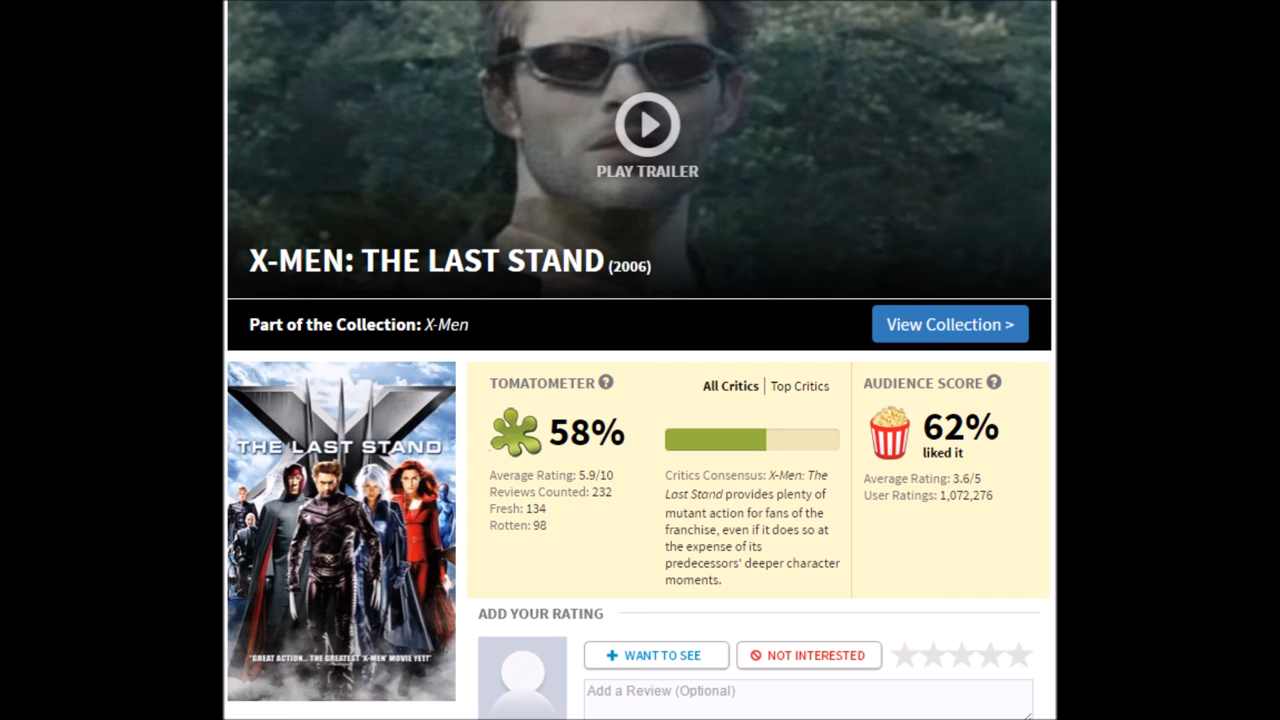 PLAY TRAILER
X-MEN: THE LAST STAND (2006)
Part of the Collection: X-Men
View Collection >
THE LAST STAND
"GREAT ACTION... THE GREATEST 'X-MEN' MOVIE YET!"
TOMATOMETER ?
All Critics | Top Critics
58%
Average Rating: 5.9/10
Reviews Counted: 232
Fresh: 134
Rotten: 98
Critics Consensus: X-Men: The
Last Stand provides plenty of
mutant action for fans of the
franchise, even if it does so at
the expense of its
predecessors' deeper character
moments.
AUDIENCE SCORE ?
62%
liked it
Average Rating: 3.6/5
User Ratings: 1,072,276
ADD YOUR RATING
+ WANT TO SEE
NOT INTERESTED
Add a Review (Optional)